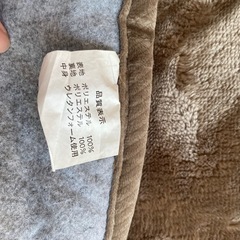 品質表示
表地 ポリエステル 100%
裏地 ポリエステル 100%
中身 ウレタンフォーム使用